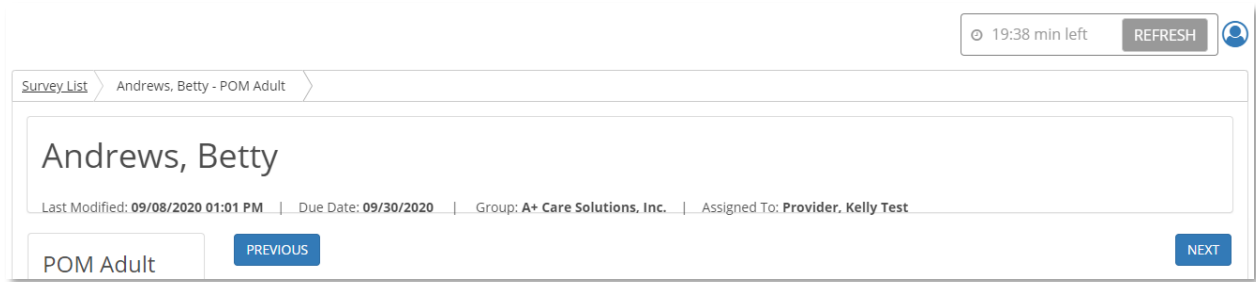 19:38 min left REFRESH
Survey List Andrews, Betty - POM Adult
Andrews, Betty
Last Modified: 09/08/2020 01:01 PM | Due Date: 09/30/2020 | Group: A+ Care Solutions, Inc. | Assigned To: Provider, Kelly Test
POM Adult PREVIOUS NEXT